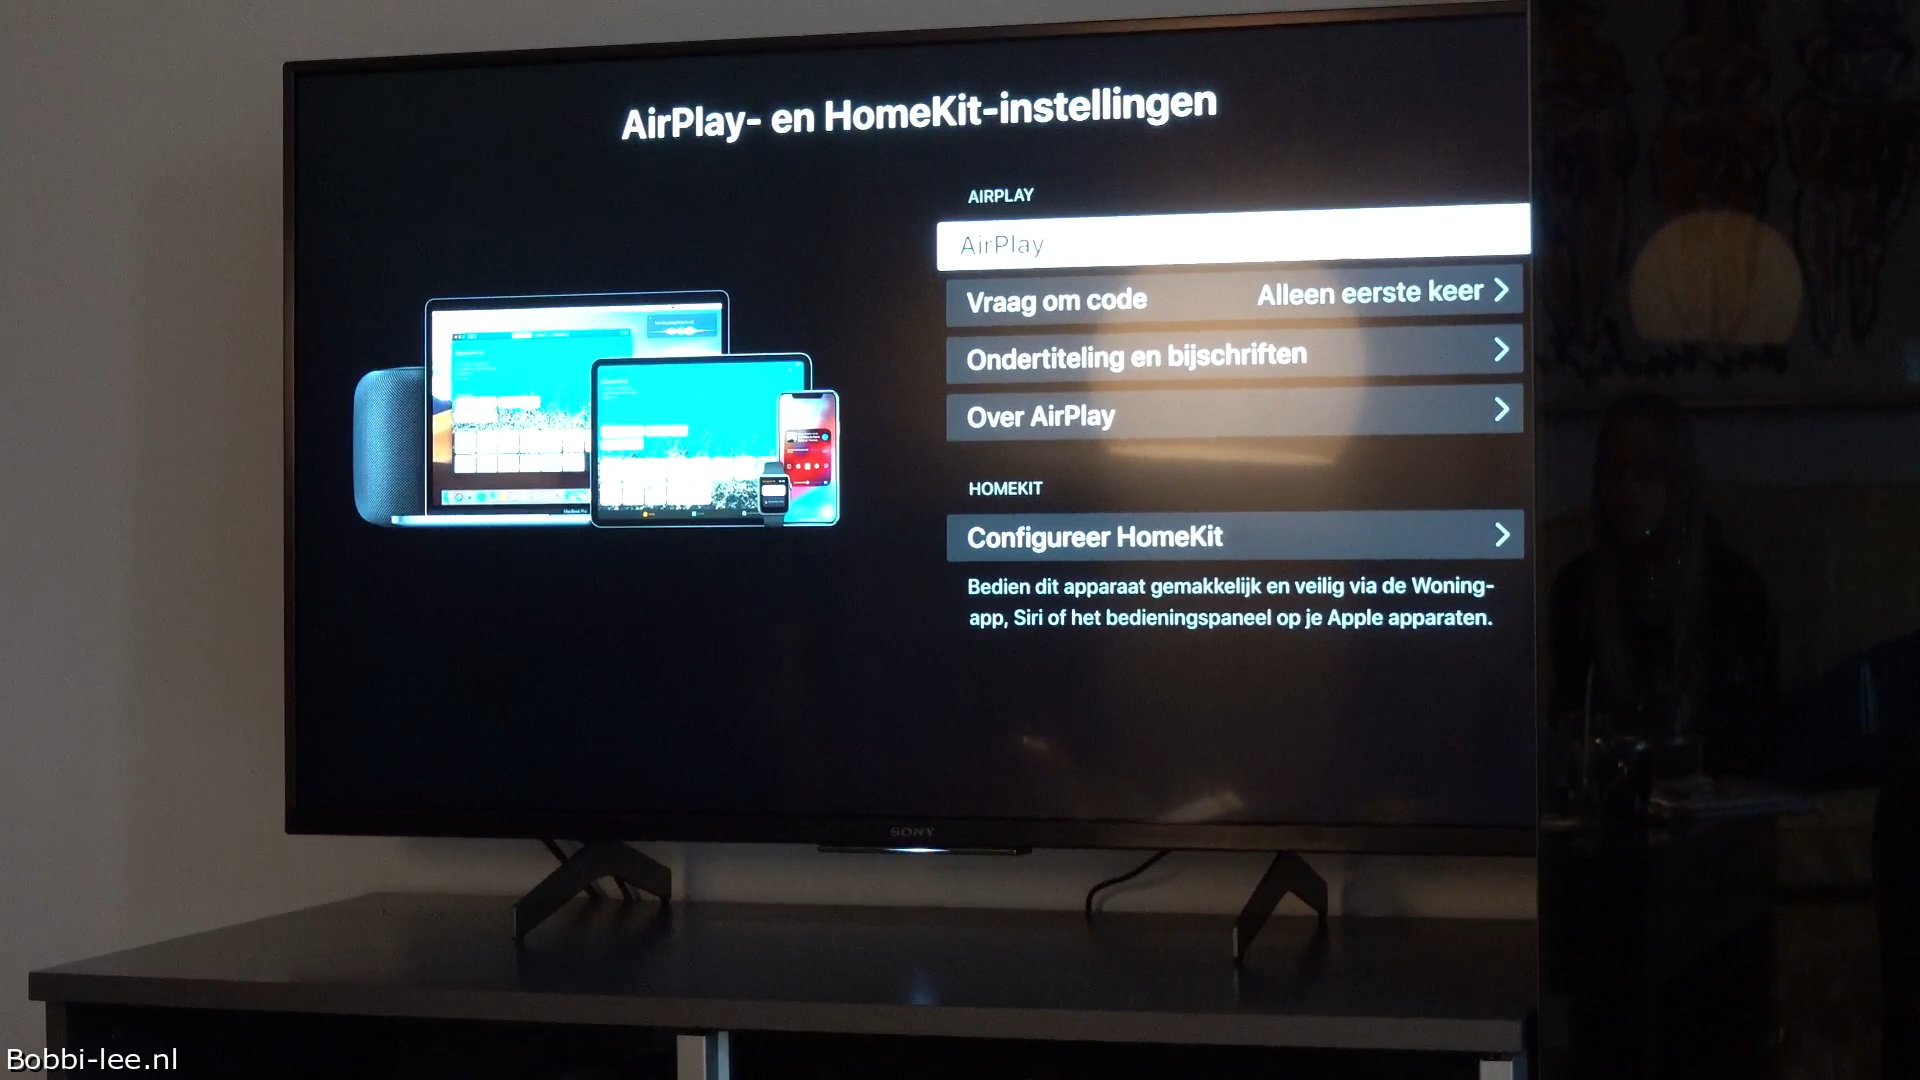 AirPlay- en HomeKit-instellingen
AIRPLAY
AirPlay
Vraag om code Alleen eerste keer
Ondertiteling en bijschriften
Over AirPlay
HOMEKIT
Configureer HomeKit
Bedien dit apparaat gemakkelijk en veilig via de Woning-
app, Siri of het bedieningspaneel op je Apple apparaten.
SONY
Bobbi-lee.nl